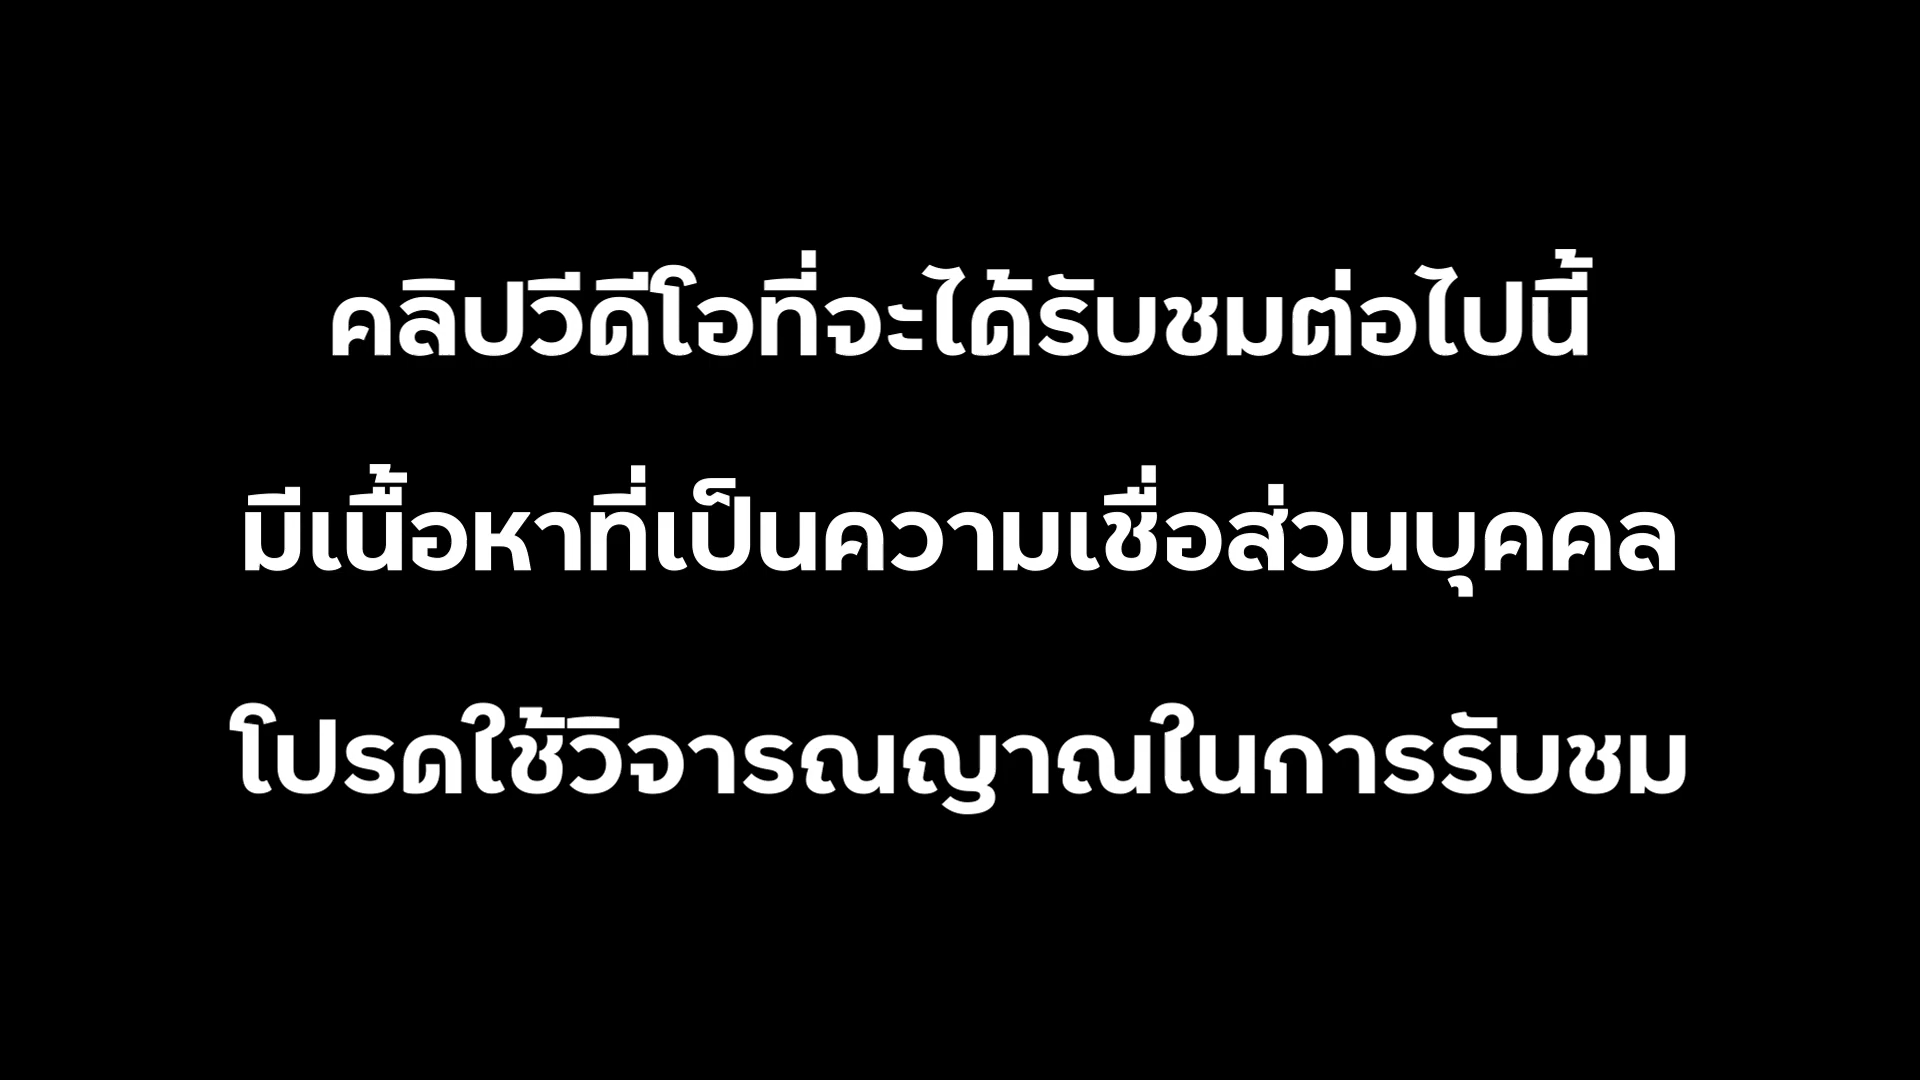 คลิปวีดีโอที่จะได้รับชมต่อไปนี้
มีเนื้อหาที่เป็นความเชื่อส่วนบุคคล
โปรดใช้วิจารณญาณในการรับชม